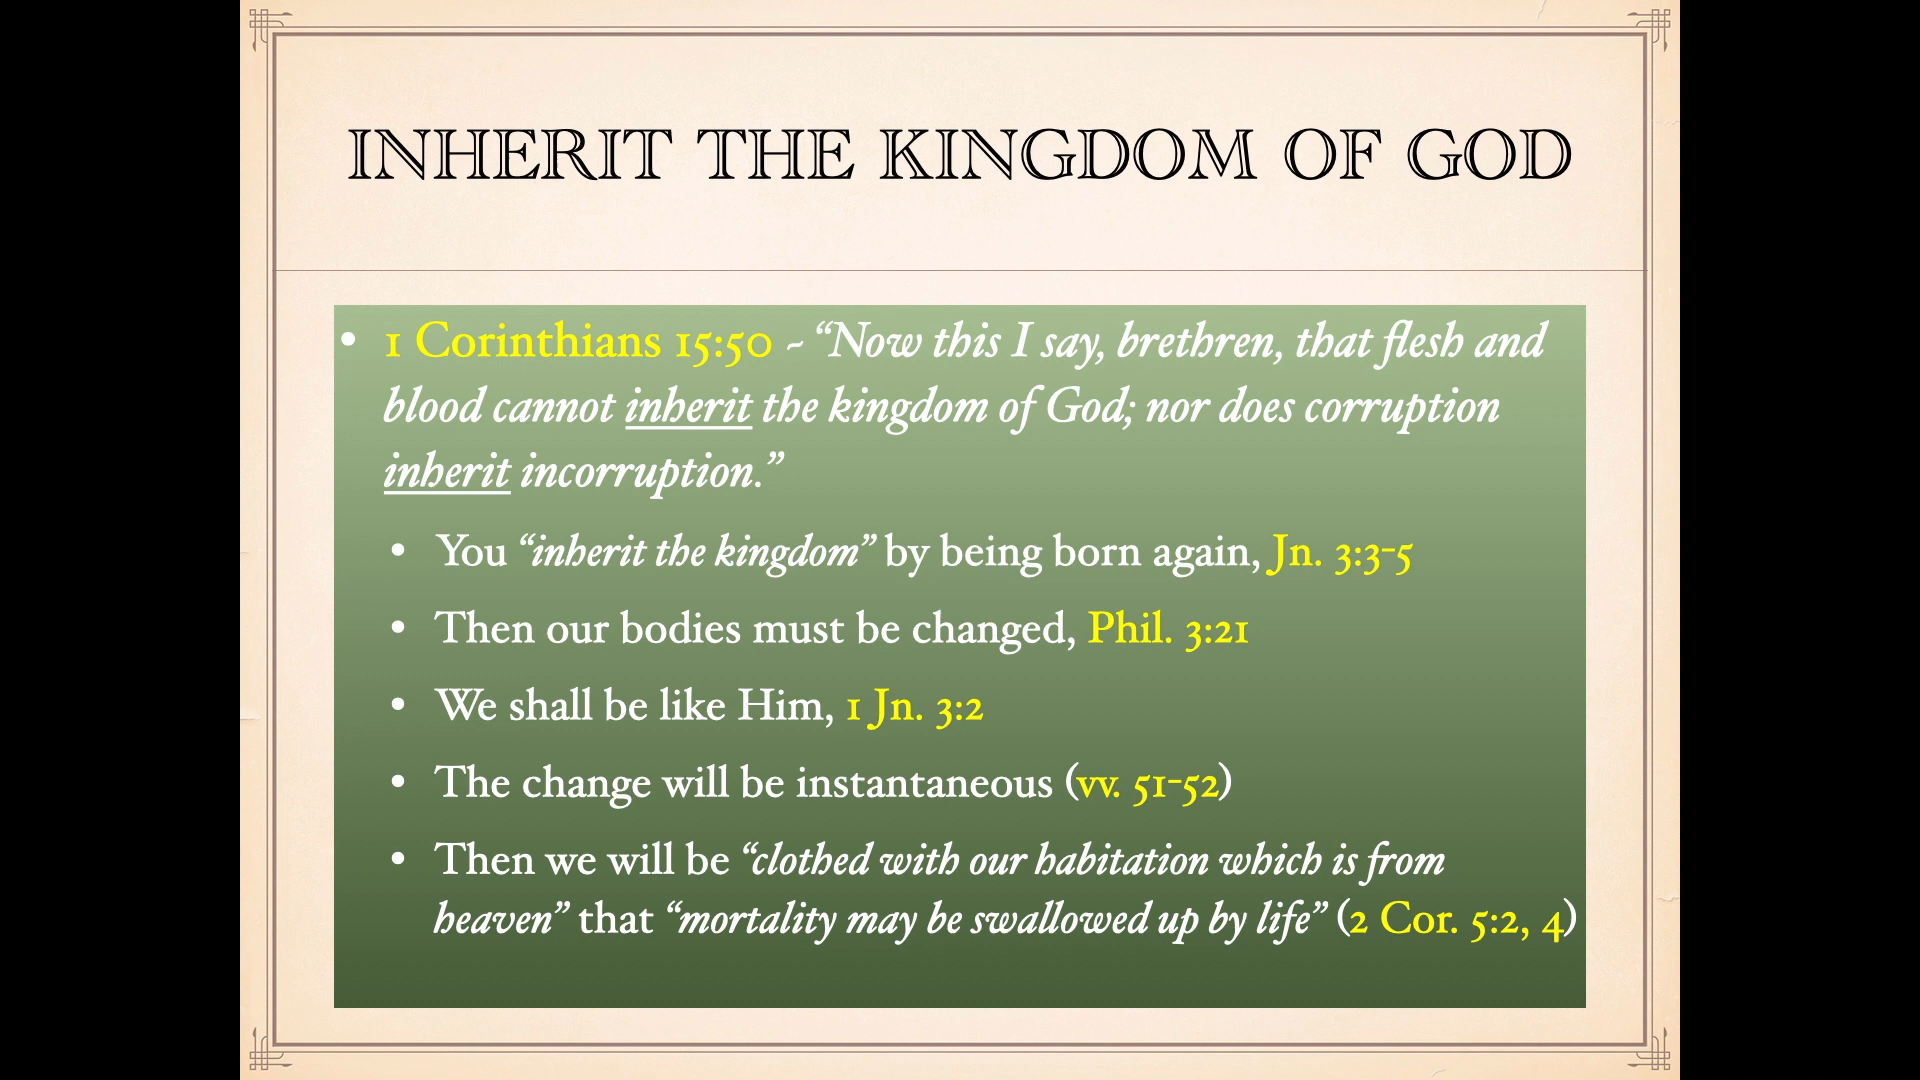 INHERIT THE KINGDOM OF GOD
• 1 Corinthians 15:50 - “Now this I say, brethren, that flesh and
blood cannot inherit the kingdom of God; nor does corruption
inherit incorruption.”
• You “inherit the kingdom” by being born again, Jn. 3:3-5
• Then our bodies must be changed, Phil. 3:21
• We shall be like Him, 1 Jn. 3:2
• The change will be instantaneous (vv. 51-52)
• Then we will be “clothed with our habitation which is from
heaven” that “mortality may be swallowed up by life” (2 Cor. 5:2, 4)